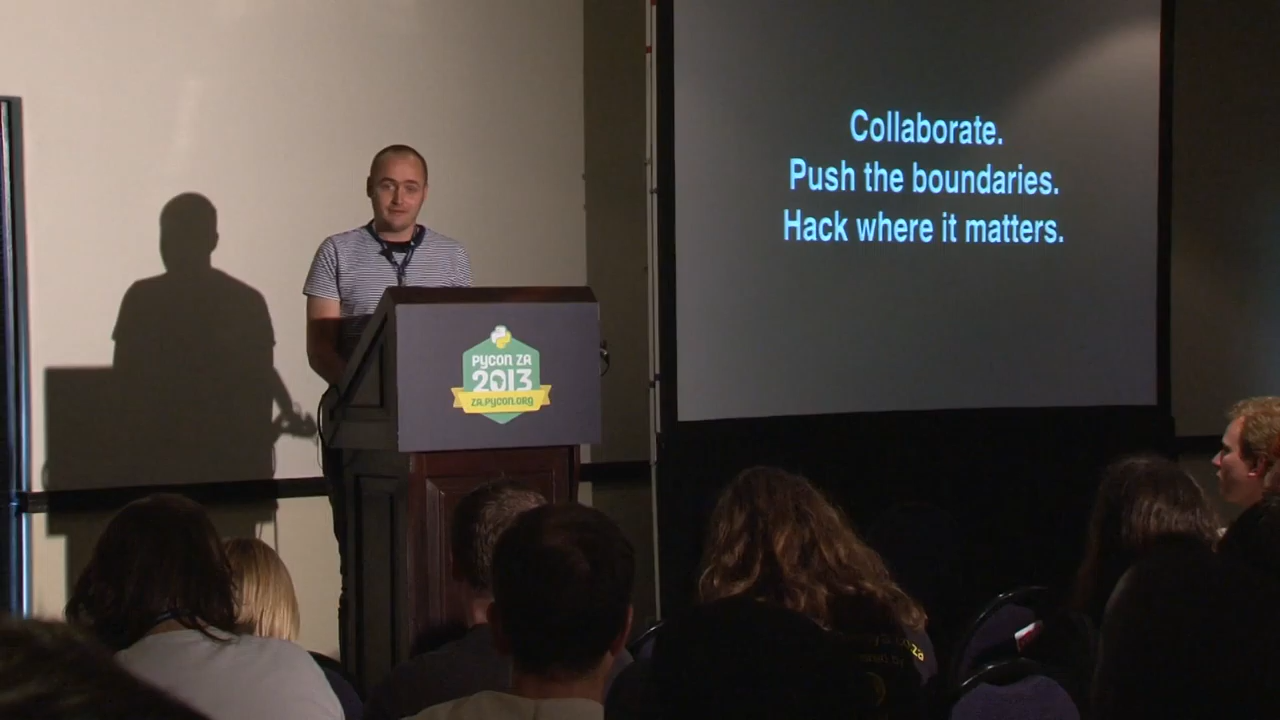 Collaborate.
Push the boundaries.
Hack where it matters.
PYCON ZA
2013
ZA.PYCON.ORG